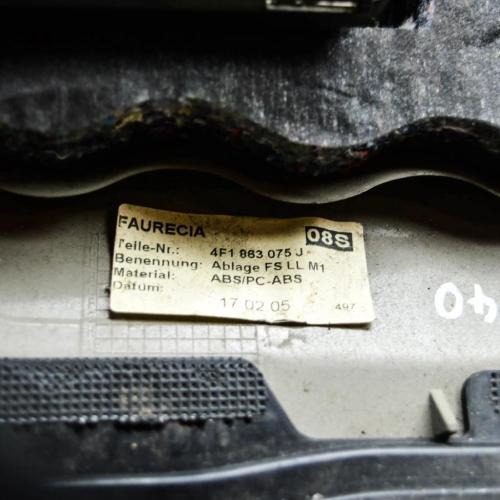 FAURECIA 08S
Teile-Nr.: 4F1 863 075 J
Benennung: Ablage FS LL M1
Material: ABS/PC-ABS
Datum:
17 02 05 497
40